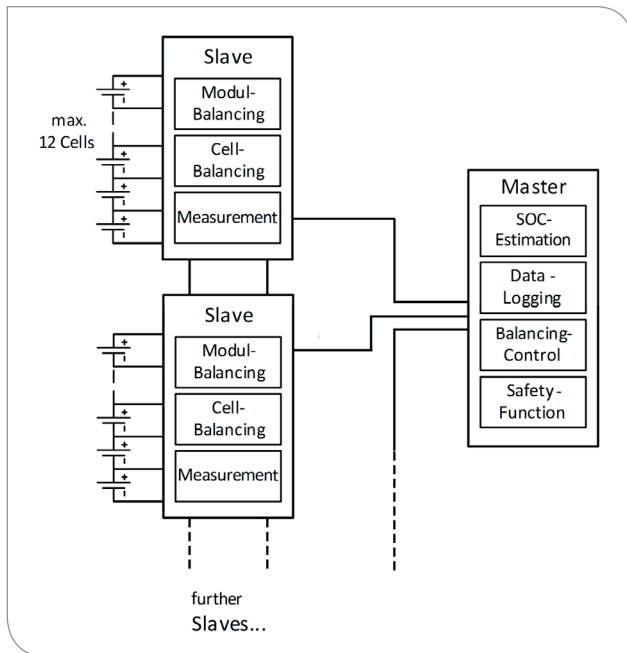 Slave
Modul-
Balancing
max.
12 Cells
Cell-
Balancing
Measurement
Master
SOC-
Estimation
Data -
Logging
Balancing-
Control
Safety-
Function
Slave
Modul-
Balancing
Cell-
Balancing
Measurement
further
Slaves...